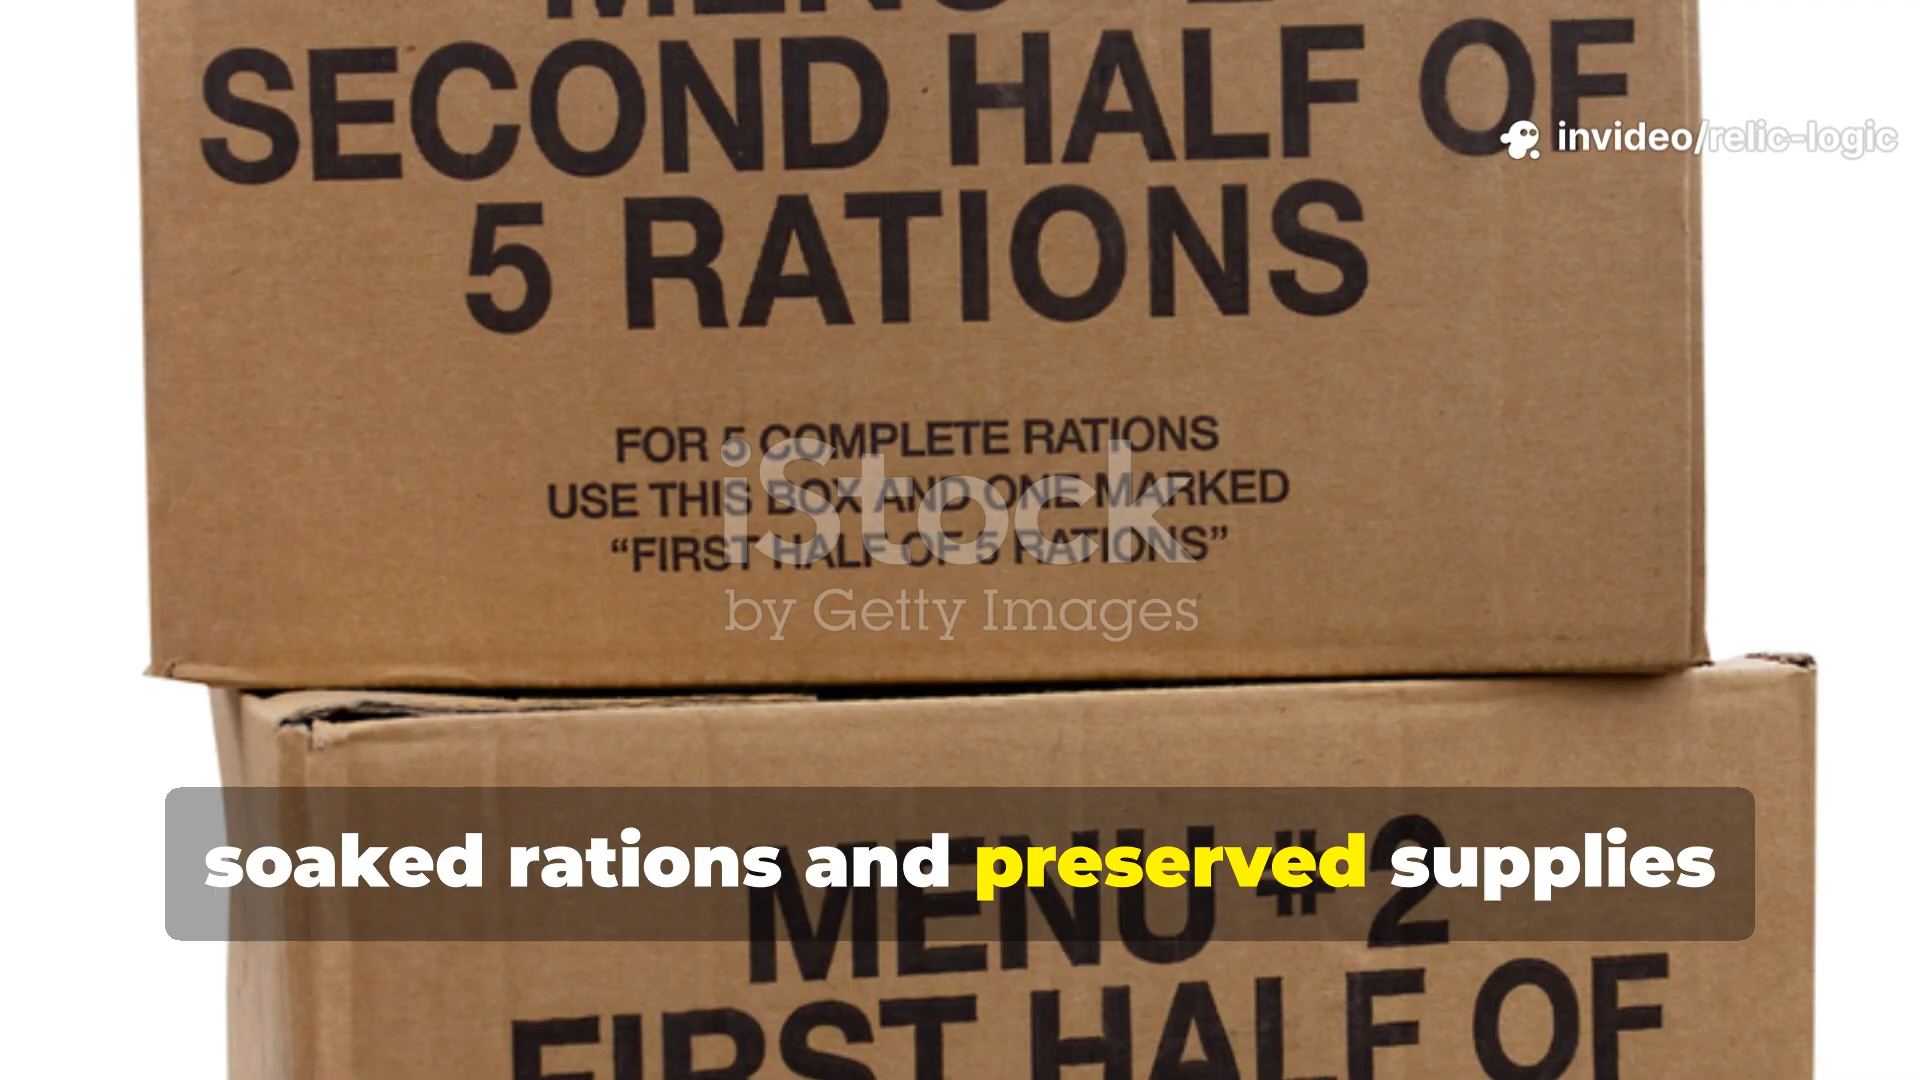 MENU
SECOND HALF OF
5 RATIONS
invideo/relic-logic
FOR 5 COMPLETE RATIONS
USE THIS BOX AND ONE MARKED
“FIRST HALF OF 5 RATIONS”
iStock
by Getty Images
soaked rations and preserved supplies
MENU #2
FIRST HALF OF